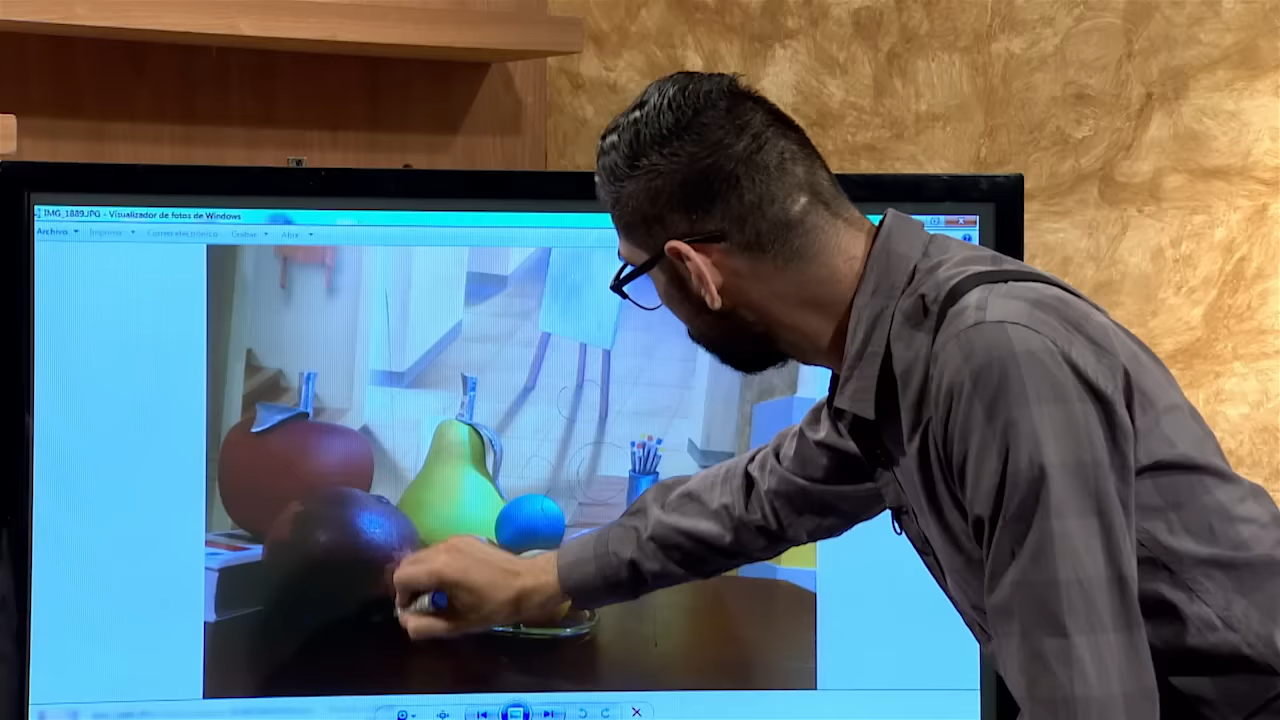 IMG_1889.JPG - Visualizador de fotos de Windows
Archivo Imprimir Correo electrónico Grabar Abrir